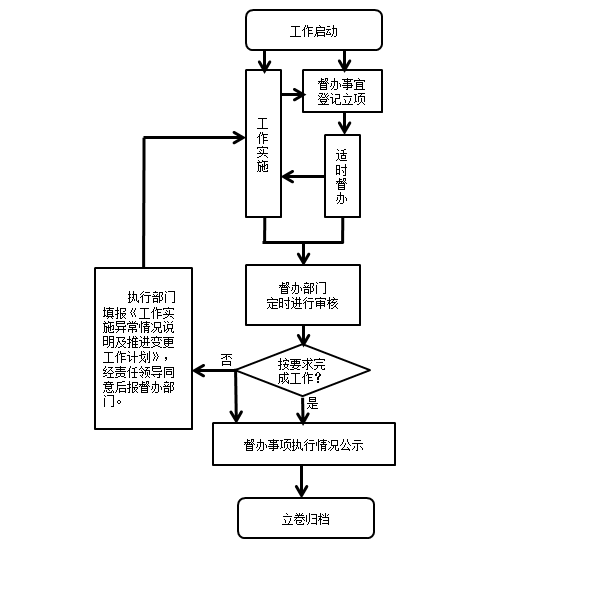 工作启动
督办事宜
登记立项
工作实施
适时督办
督办部门
定时进行审核
执行部门
填报《工作实
施异常情况说
明及推进变更
工作计划》，
经责任领导同
意后报督办部
门。
按要求完
成工作？
否
是
督办事项执行情况公示
立卷归档